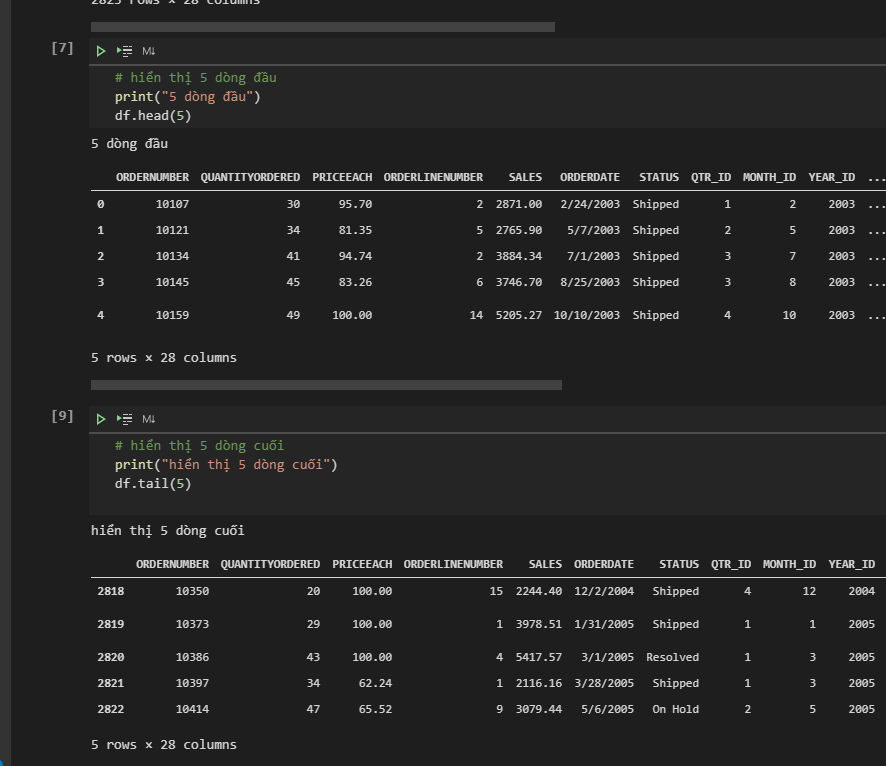 2823 rows × 28 columns
[7]
M↓
# hiển thị 5 dòng đầu
print("5 dòng đầu")
df.head(5)
5 dòng đầu
ORDERNUMBER QUANTITYORDERED PRICEEACH ORDERLINENUMBER SALES ORDERDATE STATUS QTR_ID MONTH_ID YEAR_ID ...
0 10107 30 95.70 2 2871.00 2/24/2003 Shipped 1 2 2003 ...
1 10121 34 81.35 5 2765.90 5/7/2003 Shipped 2 5 2003 ...
2 10134 41 94.74 2 3884.34 7/1/2003 Shipped 3 7 2003 ...
3 10145 45 83.26 6 3746.70 8/25/2003 Shipped 3 8 2003 ...
4 10159 49 100.00 14 5205.27 10/10/2003 Shipped 4 10 2003 ...
5 rows × 28 columns
[9]
M↓
# hiển thị 5 dòng cuối
print("hiển thị 5 dòng cuối")
df.tail(5)
hiển thị 5 dòng cuối
ORDERNUMBER QUANTITYORDERED PRICEEACH ORDERLINENUMBER SALES ORDERDATE STATUS QTR_ID MONTH_ID YEAR_ID
2818 10350 20 100.00 15 2244.40 12/2/2004 Shipped 4 12 2004
2819 10373 29 100.00 1 3978.51 1/31/2005 Shipped 1 1 2005
2820 10386 43 100.00 4 5417.57 3/1/2005 Resolved 1 3 2005
2821 10397 34 62.24 1 2116.16 3/28/2005 Shipped 1 3 2005
2822 10414 47 65.52 9 3079.44 5/6/2005 On Hold 2 5 2005
5 rows × 28 columns